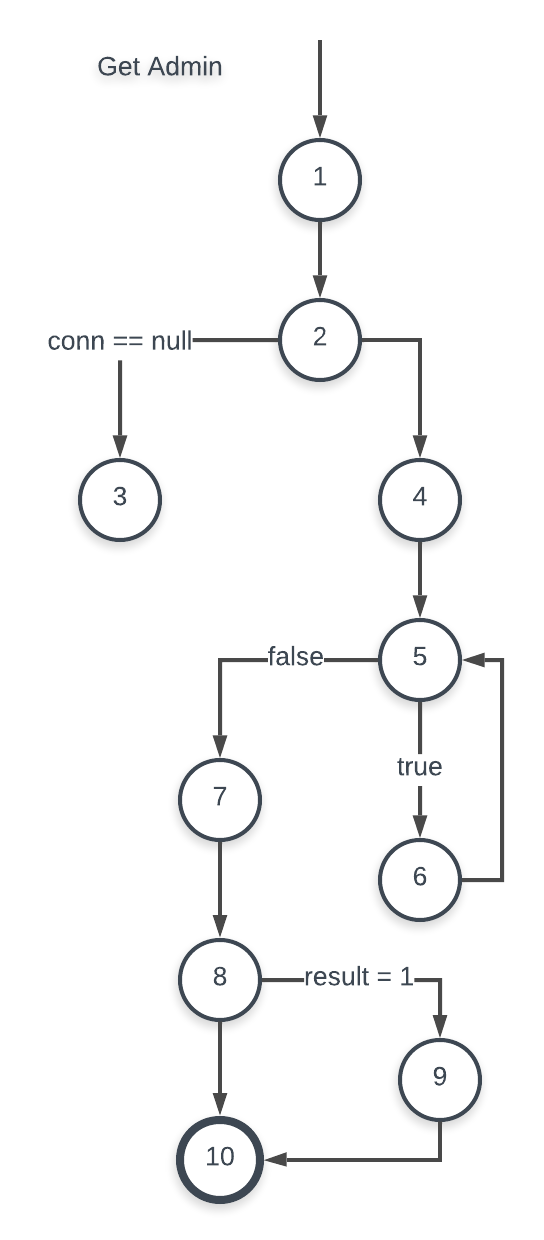 Get Admin
1
conn == null
2
3
4
false
5
true
7
6
8
result = 1
9
10